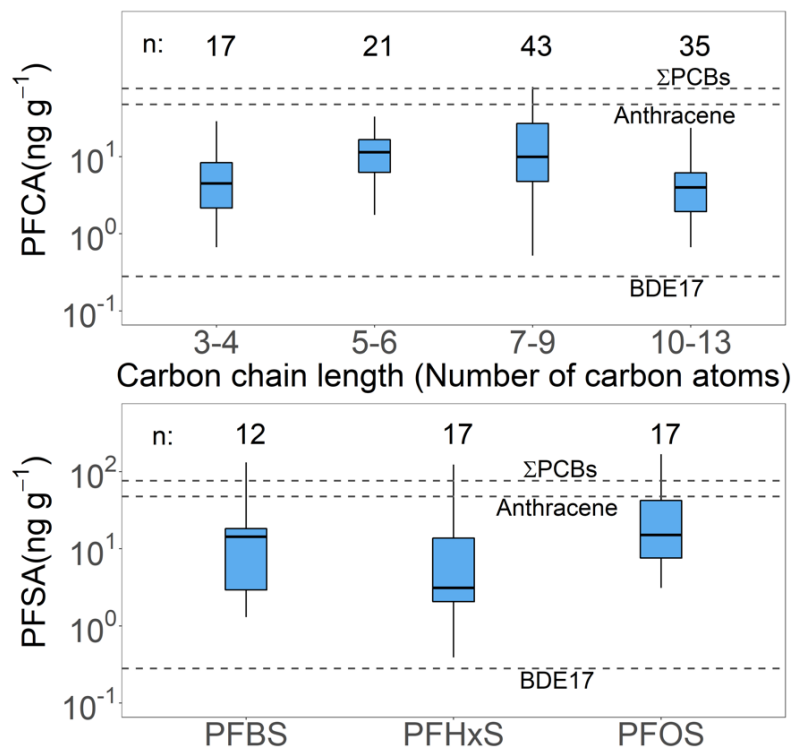 n: 17 21 43 35
ΣPCBs
Anthracene
PFCA(ng g⁻¹)
10¹
10⁰
BDE17
10⁻¹
3-4 5-6 7-9 10-13
Carbon chain length (Number of carbon atoms)
n: 12 17 17
10²
ΣPCBs
Anthracene
PFSA(ng g⁻¹)
10¹
10⁰
BDE17
10⁻¹
PFBS PFHxS PFOS